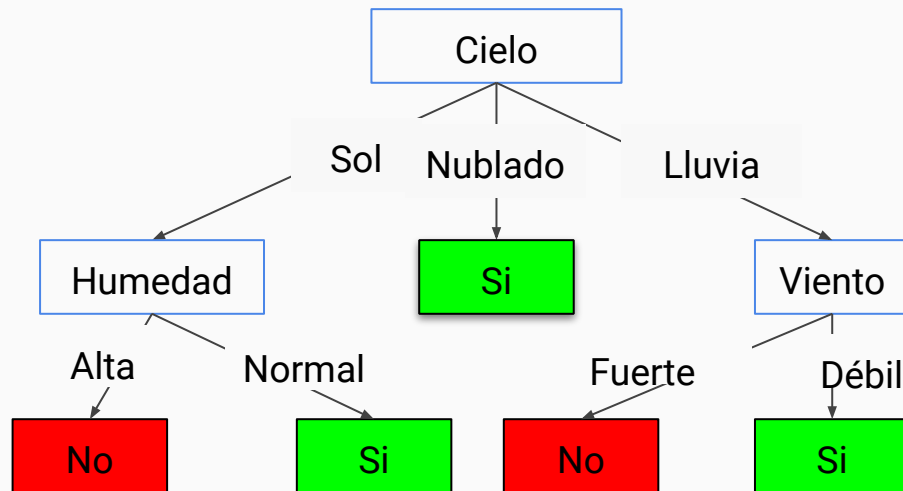 Cielo
Sol
Nublado
Lluvia
Humedad
Si
Viento
Alta
Normal
Fuerte
Débil
No
Si
No
Si